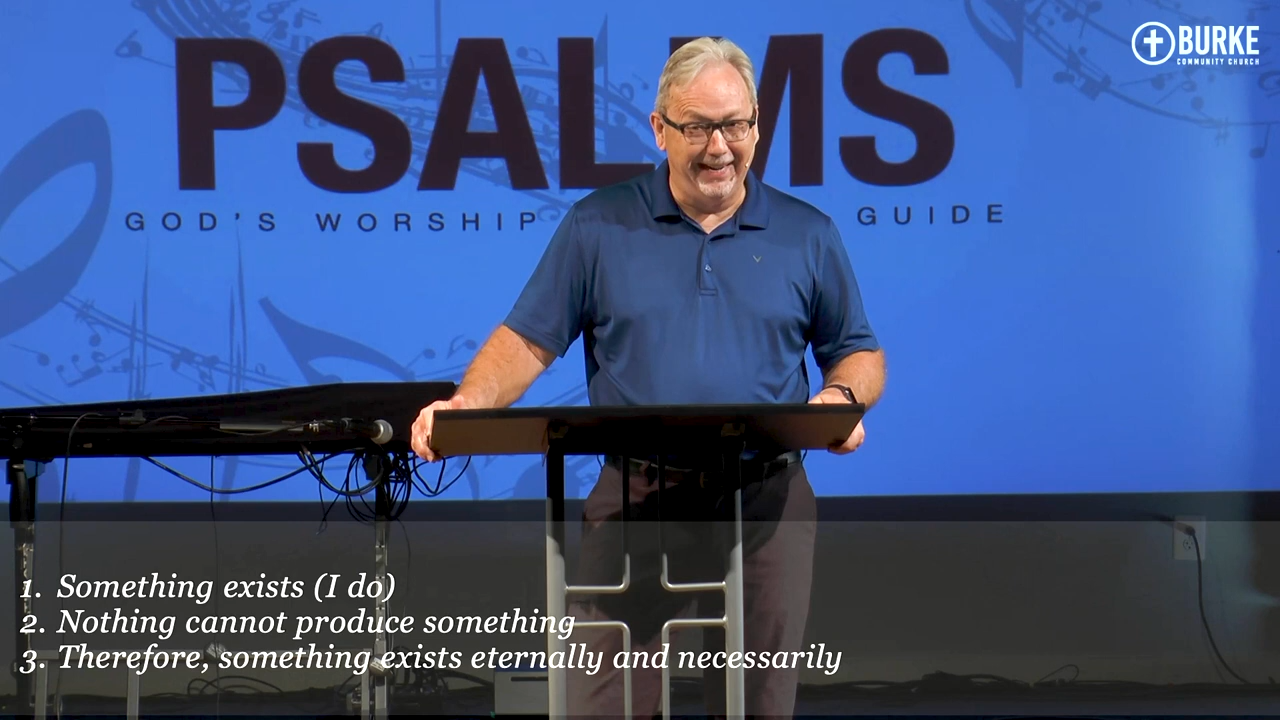 PSALMS
GOD'S WORSHIP GUIDE
BURKE
COMMUNITY CHURCH
1. Something exists (I do)
2. Nothing cannot produce something
3. Therefore, something exists eternally and necessarily